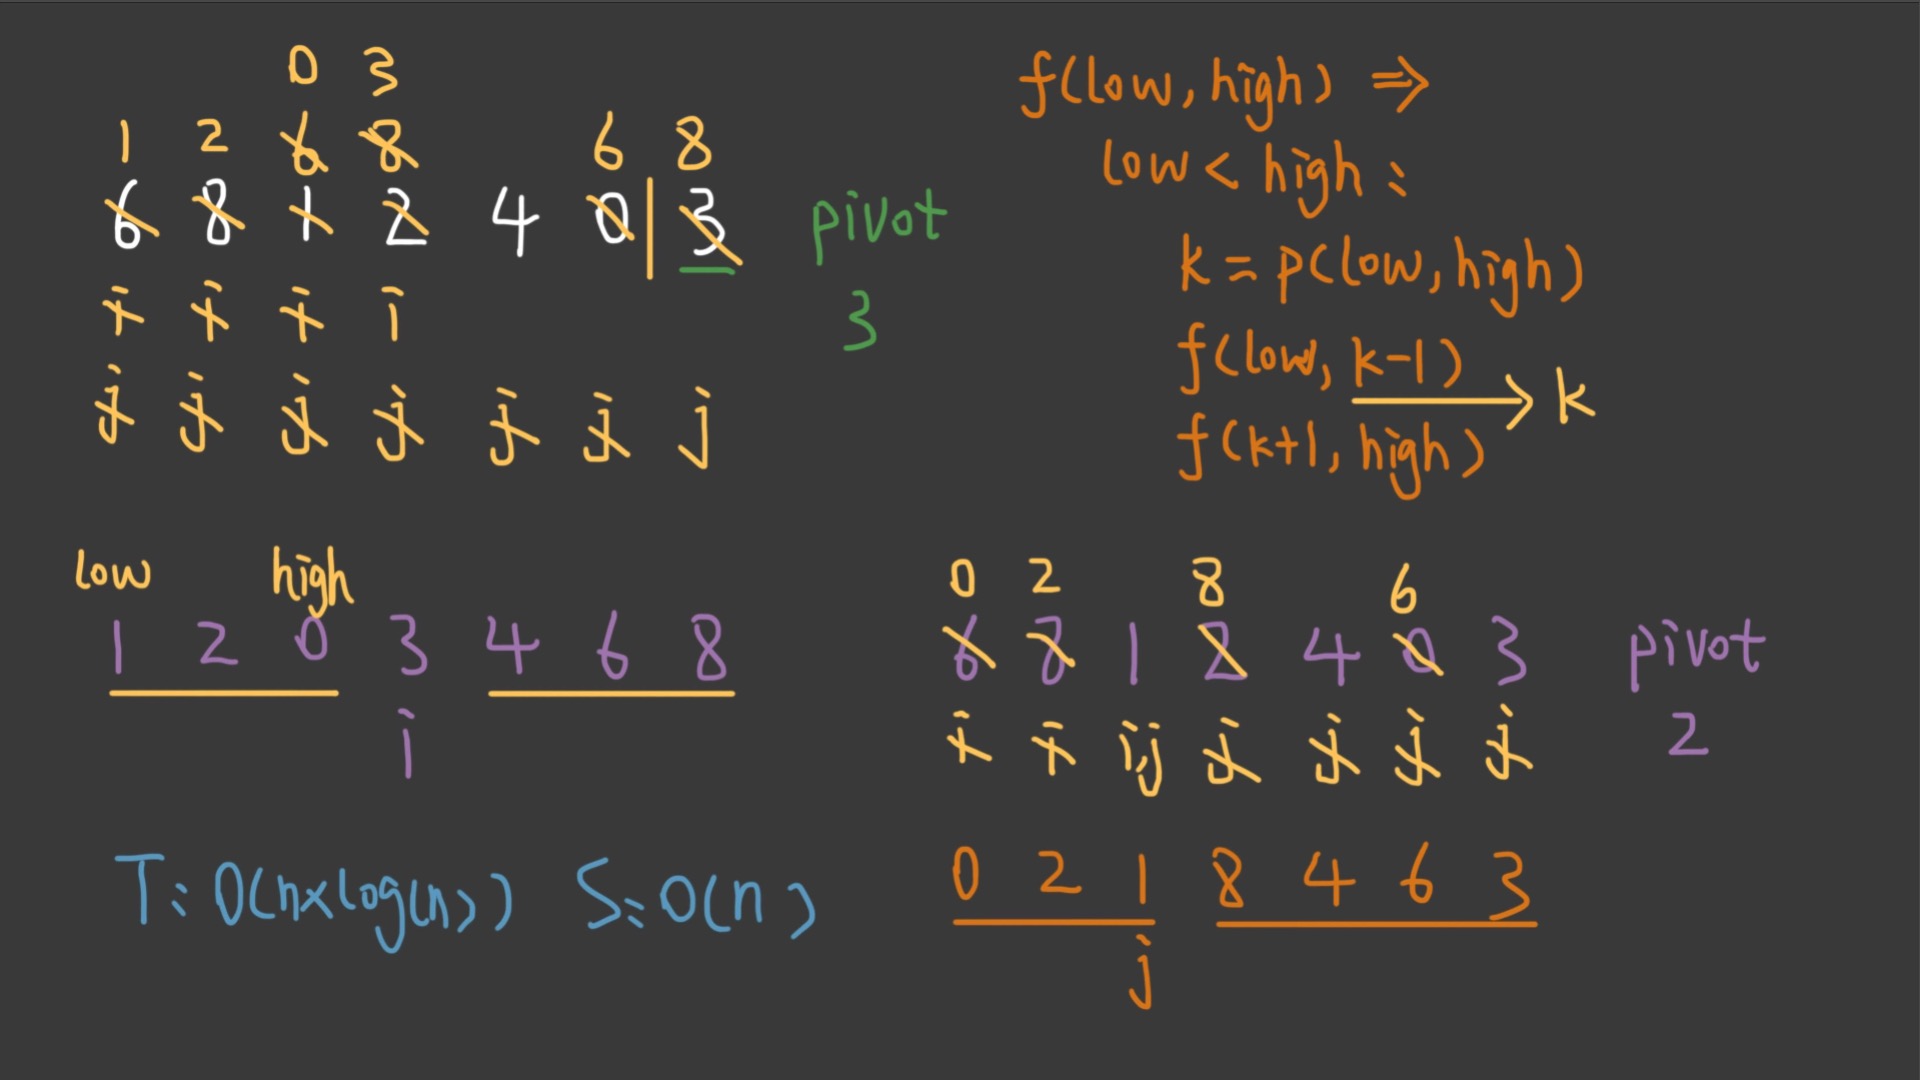 0 3
1 2 6 8 6 8
6 8 1 2 4 0 3 pivot
i i i i 3
j j j j j j j
f(low, high) ⇒
low < high :
k = p(low, high)
f(low, k-1)
→ k
f(k+1, high)
low high
1 2 0 3 4 6 8
i
0 2 8 6
6 8 1 2 4 0 3 pivot
i i i,j j j j j 2
0 2 1 8 4 6 3
j
T: O(n×log(n)) S: O(n)